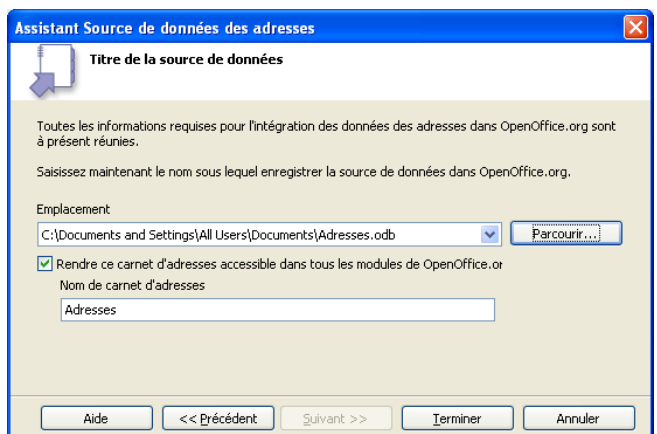 Assistant Source de données des adresses
Titre de la source de données
Toutes les informations requises pour l'intégration des données des adresses dans OpenOffice.org sont
à présent réunies.
Saisissez maintenant le nom sous lequel enregistrer la source de données dans OpenOffice.org.
Emplacement
C:\Documents and Settings\All Users\Documents\Adresses.odb
Parcourir...
Rendre ce carnet d'adresses accessible dans tous les modules de OpenOffice.or
Nom de carnet d'adresses
Adresses
Aide << Précédent Suivant >> Terminer Annuler